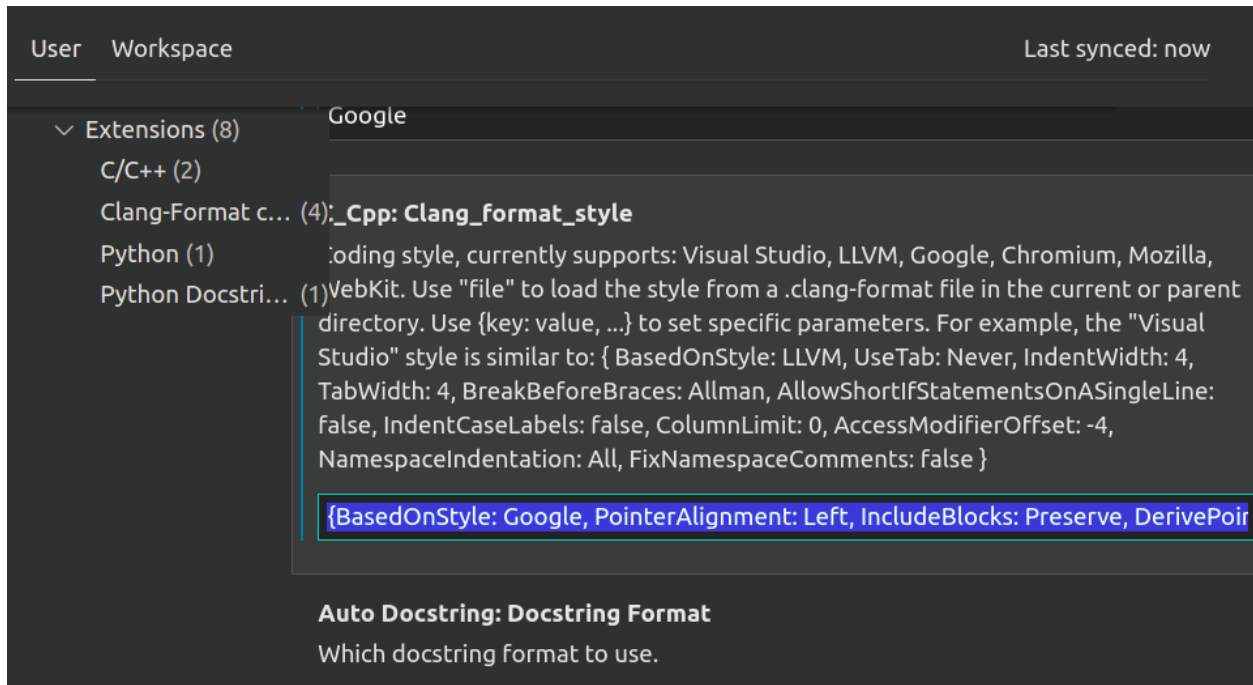 User Workspace Last synced: now
Extensions (8)
C/C++ (2)
Clang-Format c... (4)
Python (1)
Python Docstri... (1)
Google
_Cpp: Clang_format_style
oding style, currently supports: Visual Studio, LLVM, Google, Chromium, Mozilla,
WebKit. Use "file" to load the style from a .clang-format file in the current or parent
directory. Use {key: value, ...} to set specific parameters. For example, the "Visual
Studio" style is similar to: { BasedOnStyle: LLVM, UseTab: Never, IndentWidth: 4,
TabWidth: 4, BreakBeforeBraces: Allman, AllowShortIfStatementsOnASingleLine:
false, IndentCaseLabels: false, ColumnLimit: 0, AccessModifierOffset: -4,
NamespaceIndentation: All, FixNamespaceComments: false }
{BasedOnStyle: Google, PointerAlignment: Left, IncludeBlocks: Preserve, DerivePoin
Auto Docstring: Docstring Format
Which docstring format to use.